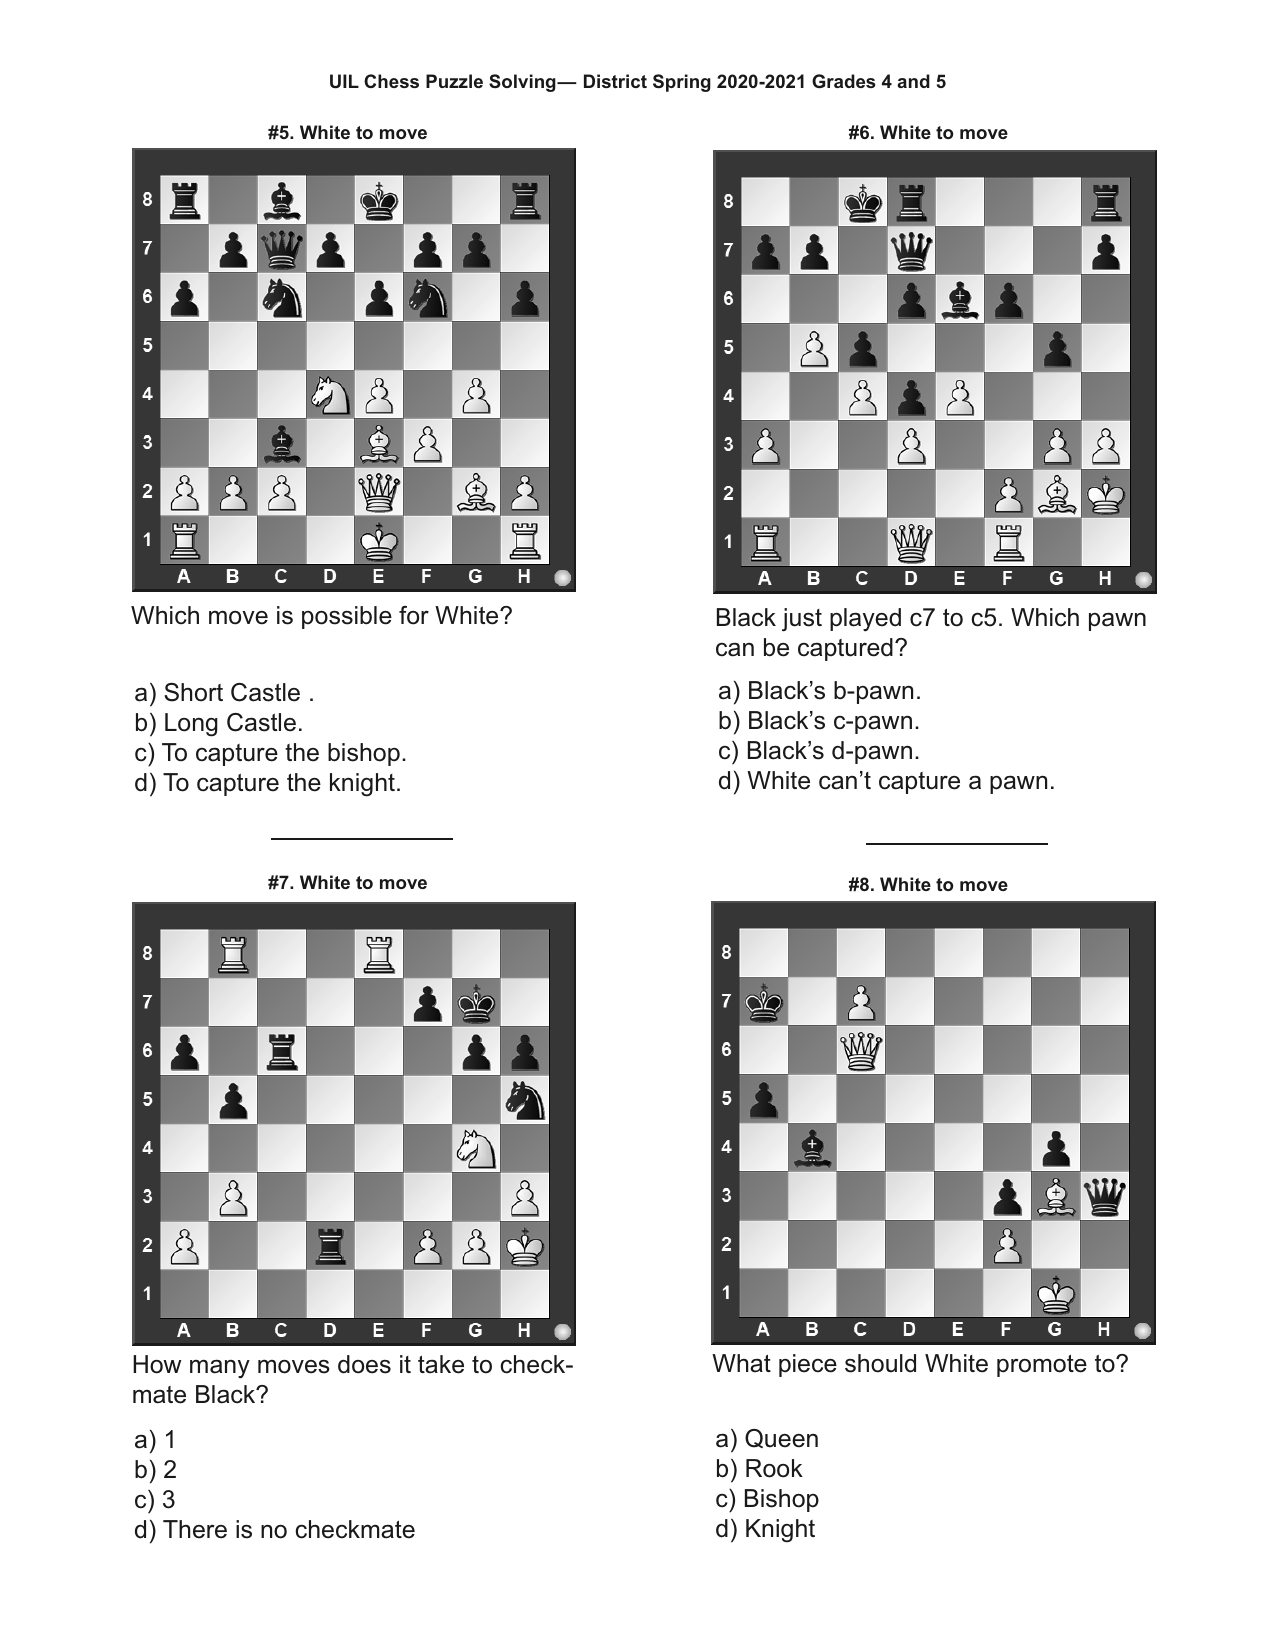 UIL Chess Puzzle Solving— District Spring 2020-2021 Grades 4 and 5
#5. White to move
8
7
6
5
4
3
2
1
A B C D E F G H
Which move is possible for White?
a) Short Castle .
b) Long Castle.
c) To capture the bishop.
d) To capture the knight.
#6. White to move
8
7
6
5
4
3
2
1
A B C D E F G H
Black just played c7 to c5. Which pawn
can be captured?
a) Black’s b-pawn.
b) Black’s c-pawn.
c) Black’s d-pawn.
d) White can’t capture a pawn.
#7. White to move
8
7
6
5
4
3
2
1
A B C D E F G H
How many moves does it take to check-
mate Black?
a) 1
b) 2
c) 3
d) There is no checkmate
#8. White to move
8
7
6
5
4
3
2
1
A B C D E F G H
What piece should White promote to?
a) Queen
b) Rook
c) Bishop
d) Knight